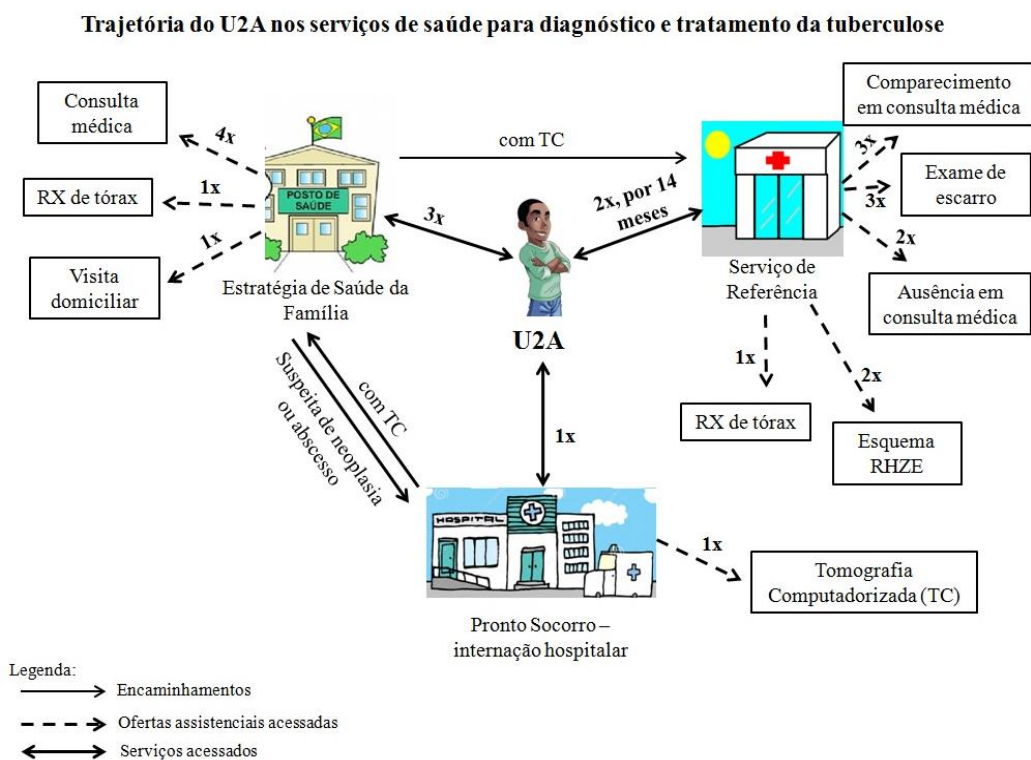 Trajetória do U2A nos serviços de saúde para diagnóstico e tratamento da tuberculose
Consulta
médica
4x
RX de tórax
1x
Visita
domiciliar
1x
POSTO DE
SAÚDE
Estratégia de Saúde da
Família
3x
com TC
2x, por 14
meses
U2A
Serviço de
Referência
Comparecimento
em consulta médica
3x
Exame de
escarro
3x
Ausência em
consulta médica
2x
RX de tórax
1x
Esquema
RHZE
2x
com TC
Suspeita de neoplasia
ou abscesso
1x
HOSPITAL
Pronto Socorro –
internação hospitalar
1x
Tomografia
Computadorizada (TC)
Legenda:
Encaminhamentos
Ofertas assistenciais acessadas
Serviços acessados